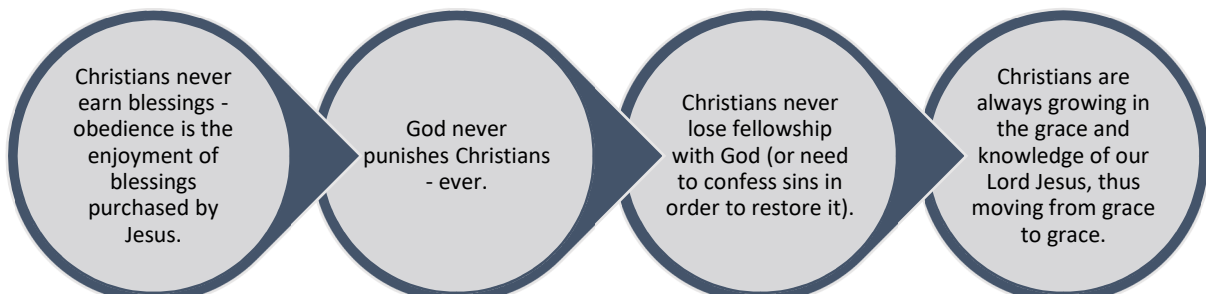 Christians never
earn blessings -
obedience is the
enjoyment of
blessings
purchased by
Jesus.
God never
punishes Christians
- ever.
Christians never
lose fellowship
with God (or need
to confess sins in
order to restore it).
Christians are
always growing in
the grace and
knowledge of our
Lord Jesus, thus
moving from grace
to grace.